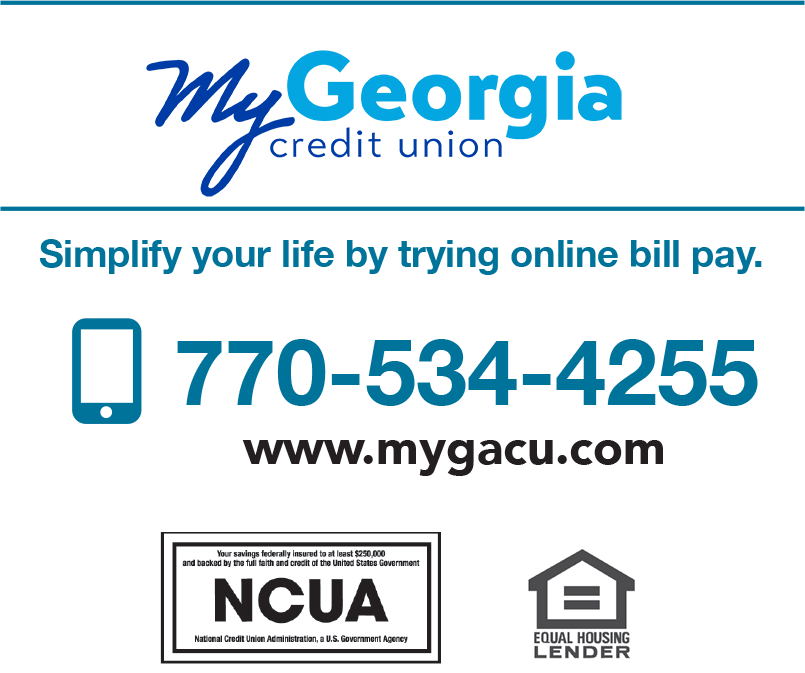 MyGeorgia
credit union
Simplify your life by trying online bill pay.
770-534-4255
www.mygacu.com
Your savings federally insured to at least $250,000
and backed by the full faith and credit of the United States Government
NCUA
National Credit Union Administration, a U.S. Government Agency
EQUAL HOUSING
LENDER